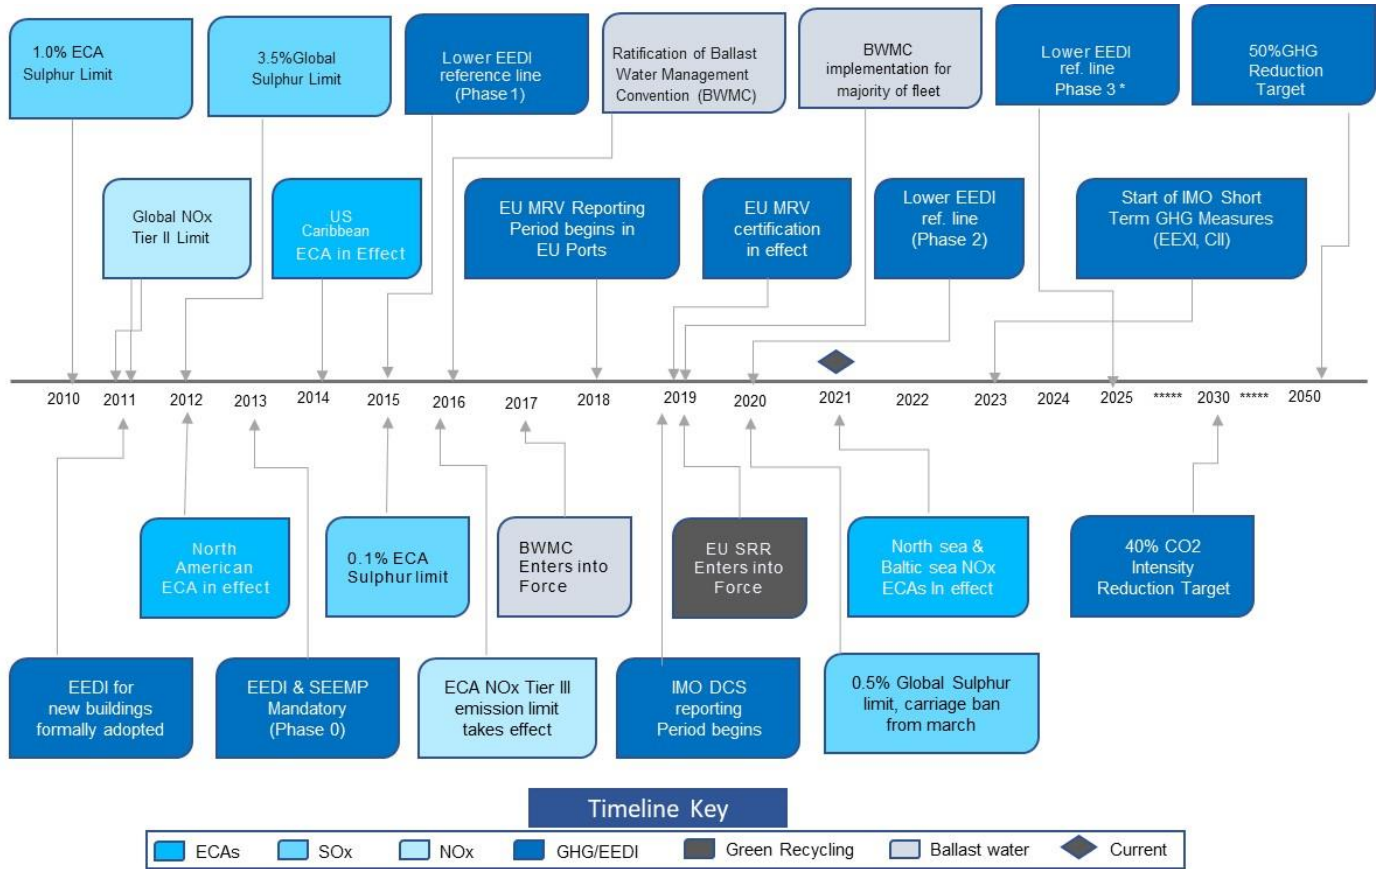 1.0% ECA
Sulphur Limit
3.5%Global
Sulphur Limit
Lower EEDI
reference line
(Phase 1)
Ratification of Ballast
Water Management
Convention (BWMC)
BWMC
implementation for
majority of fleet
Lower EEDI
ref. line
Phase 3 *
50%GHG
Reduction
Target
Global NOx
Tier II Limit
US
Caribbean
ECA in Effect
EU MRV Reporting
Period begins in
EU Ports
EU MRV
certification
in effect
Lower EEDI
ref. line
(Phase 2)
Start of IMO Short
Term GHG Measures
(EEXI, CII)
2010 2011 2012 2013 2014 2015 2016 2017 2018 2019 2020 2021 2022 2023 2024 2025 ***** 2030 ***** 2050
North
American
ECA in effect
0.1% ECA
Sulphur limit
BWMC
Enters into
Force
EU SRR
Enters into
Force
North sea &
Baltic sea NOx
ECAs In effect
40% CO2
Intensity
Reduction Target
EEDI for
new buildings
formally adopted
EEDI & SEEMP
Mandatory
(Phase 0)
ECA NOx Tier III
emission limit
takes effect
IMO DCS
reporting
Period begins
0.5% Global Sulphur
limit, carriage ban
from march
Timeline Key
ECAs SOx NOx GHG/EEDI Green Recycling Ballast water Current